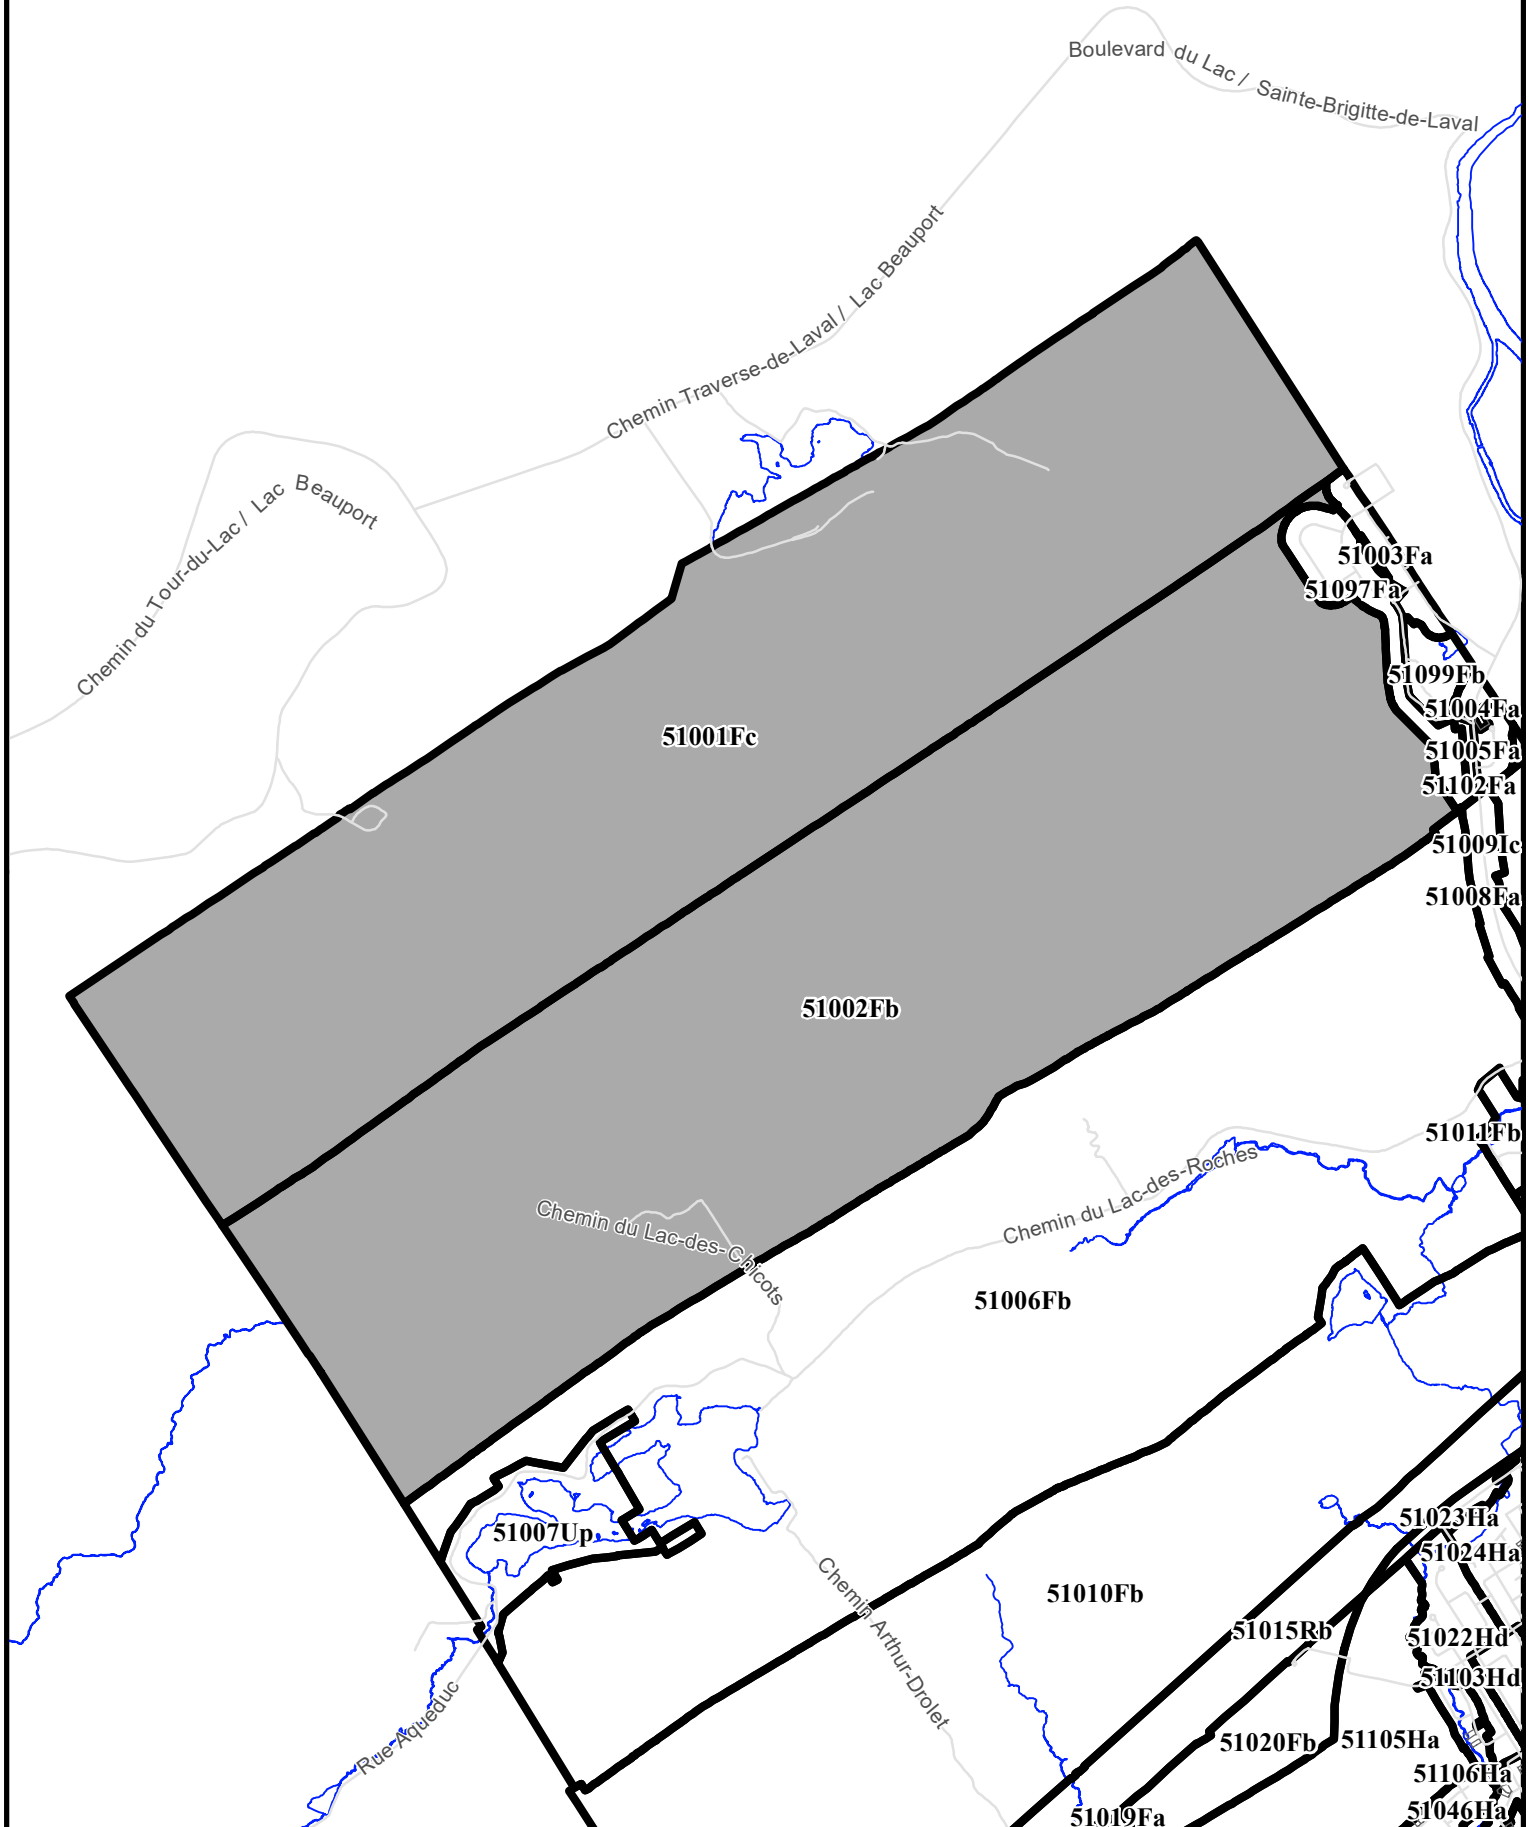 Boulevard du Lac / Sainte-Brigitte-de-Laval
Chemin Traverse-de-Laval / Lac Beauport
Chemin du Tour-du-Lac / Lac Beauport
51003Fa
51097Fa
51099Fb
51004Fa
51001Fc
51005Fa
51102Fa
51009Ic
51008Fa
51002Fb
51011Fb
Chemin du Lac-des-Roches
Chemin du Lac-des-Chicots
51006Fb
51007Up
51023Ha
51024Ha
Chemin Arthur-Drolet
51010Fb
51015Rb
51022Hd
51103Hd
Rue Aqueduc
51020Fb
51105Ha
51106Ha
51019Fa
51046Ha